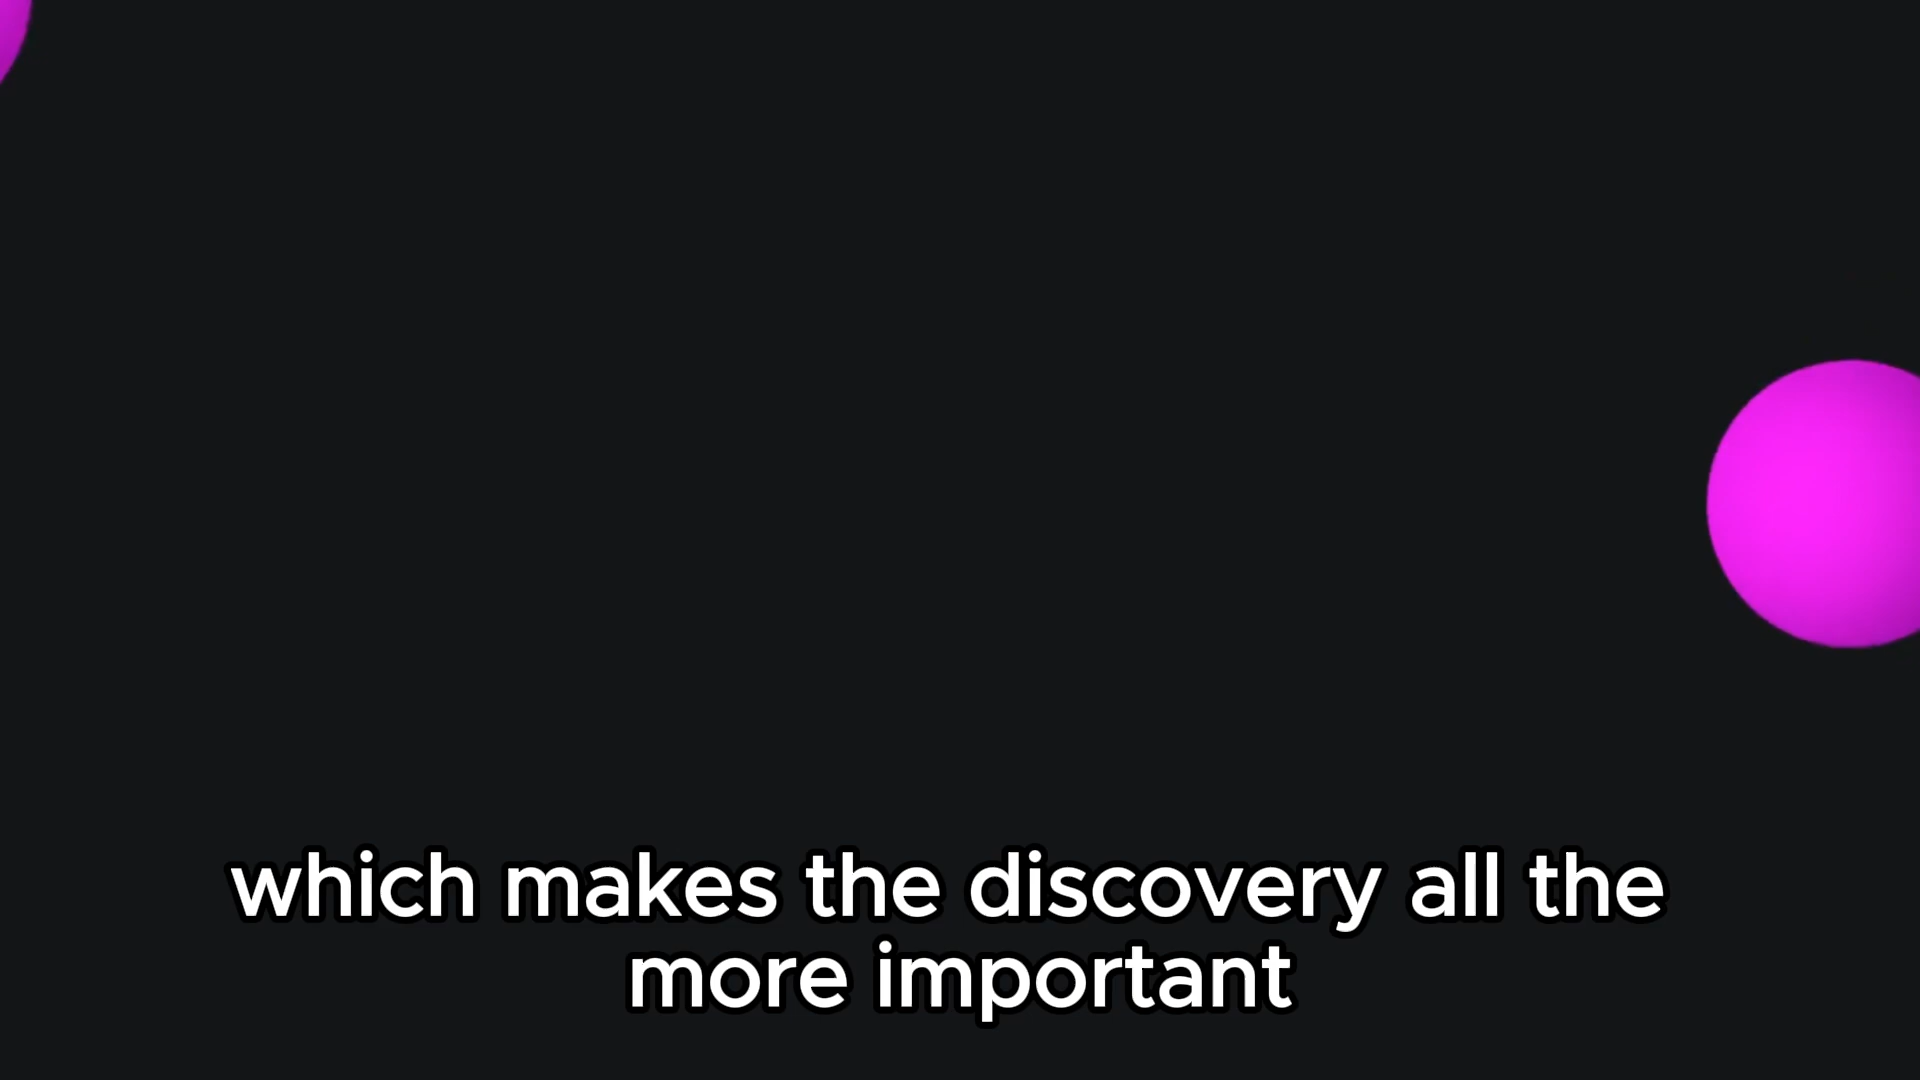 which makes the discovery all the
more important